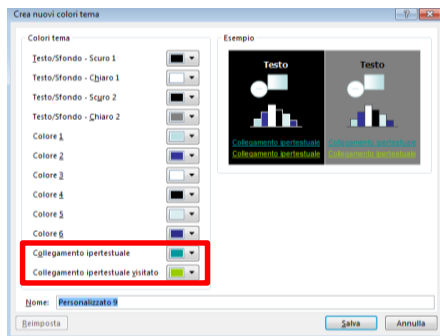 Crea nuovi colori tema
Colori tema
Testo/Sfondo - Scuro 1
Testo/Sfondo - Chiaro 1
Testo/Sfondo - Scuro 2
Testo/Sfondo - Chiaro 2
Colore 1
Colore 2
Colore 3
Colore 4
Colore 5
Colore 6
Collegamento ipertestuale
Collegamento ipertestuale visitato
Esempio
Testo
Collegamento ipertestuale
Collegamento ipertestuale
Testo
Collegamento ipertestuale
Collegamento ipertestuale
Nome: Personalizzato 9
Reimposta
Salva
Annulla